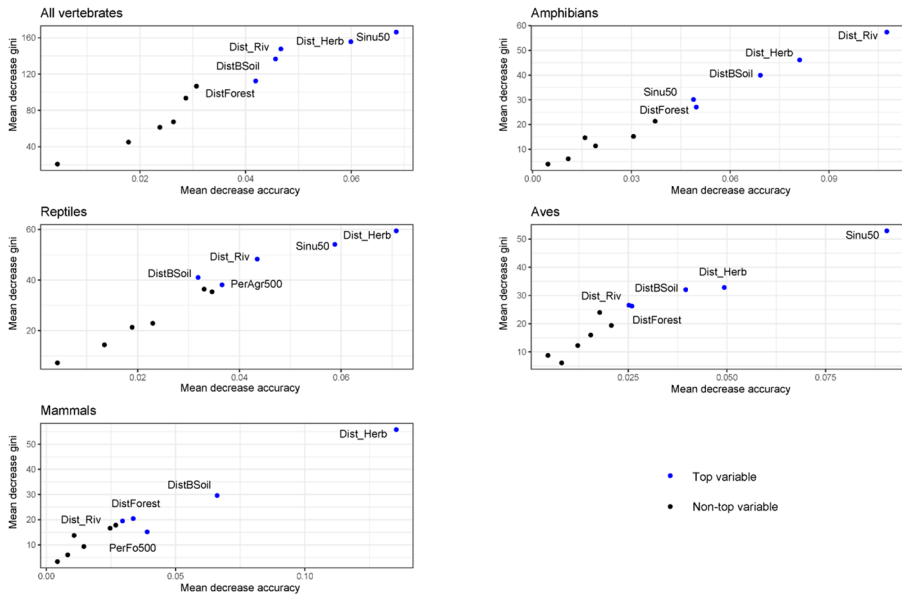 All vertebrates
Mean decrease gini
160
120
80
40
Dist_Riv
Dist_Herb
Sinu50
DistBSoil
DistForest
0.02
0.04
0.06
Mean decrease accuracy
Amphibians
Mean decrease gini
60
50
40
30
20
10
Dist_Riv
Dist_Herb
DistBSoil
Sinu50
DistForest
0.00
0.03
0.06
0.09
Mean decrease accuracy
Reptiles
Mean decrease gini
60
40
20
Dist_Herb
Sinu50
Dist_Riv
DistBSoil
PerAgr500
0.02
0.04
0.06
Mean decrease accuracy
Aves
Mean decrease gini
50
40
30
20
10
Sinu50
Dist_Herb
DistBSoil
Dist_Riv
DistForest
0.025
0.050
0.075
Mean decrease accuracy
Mammals
Mean decrease gini
50
40
30
20
10
Dist_Herb
DistBSoil
DistForest
Dist_Riv
PerFo500
0.00
0.05
0.10
Mean decrease accuracy
Top variable
Non-top variable